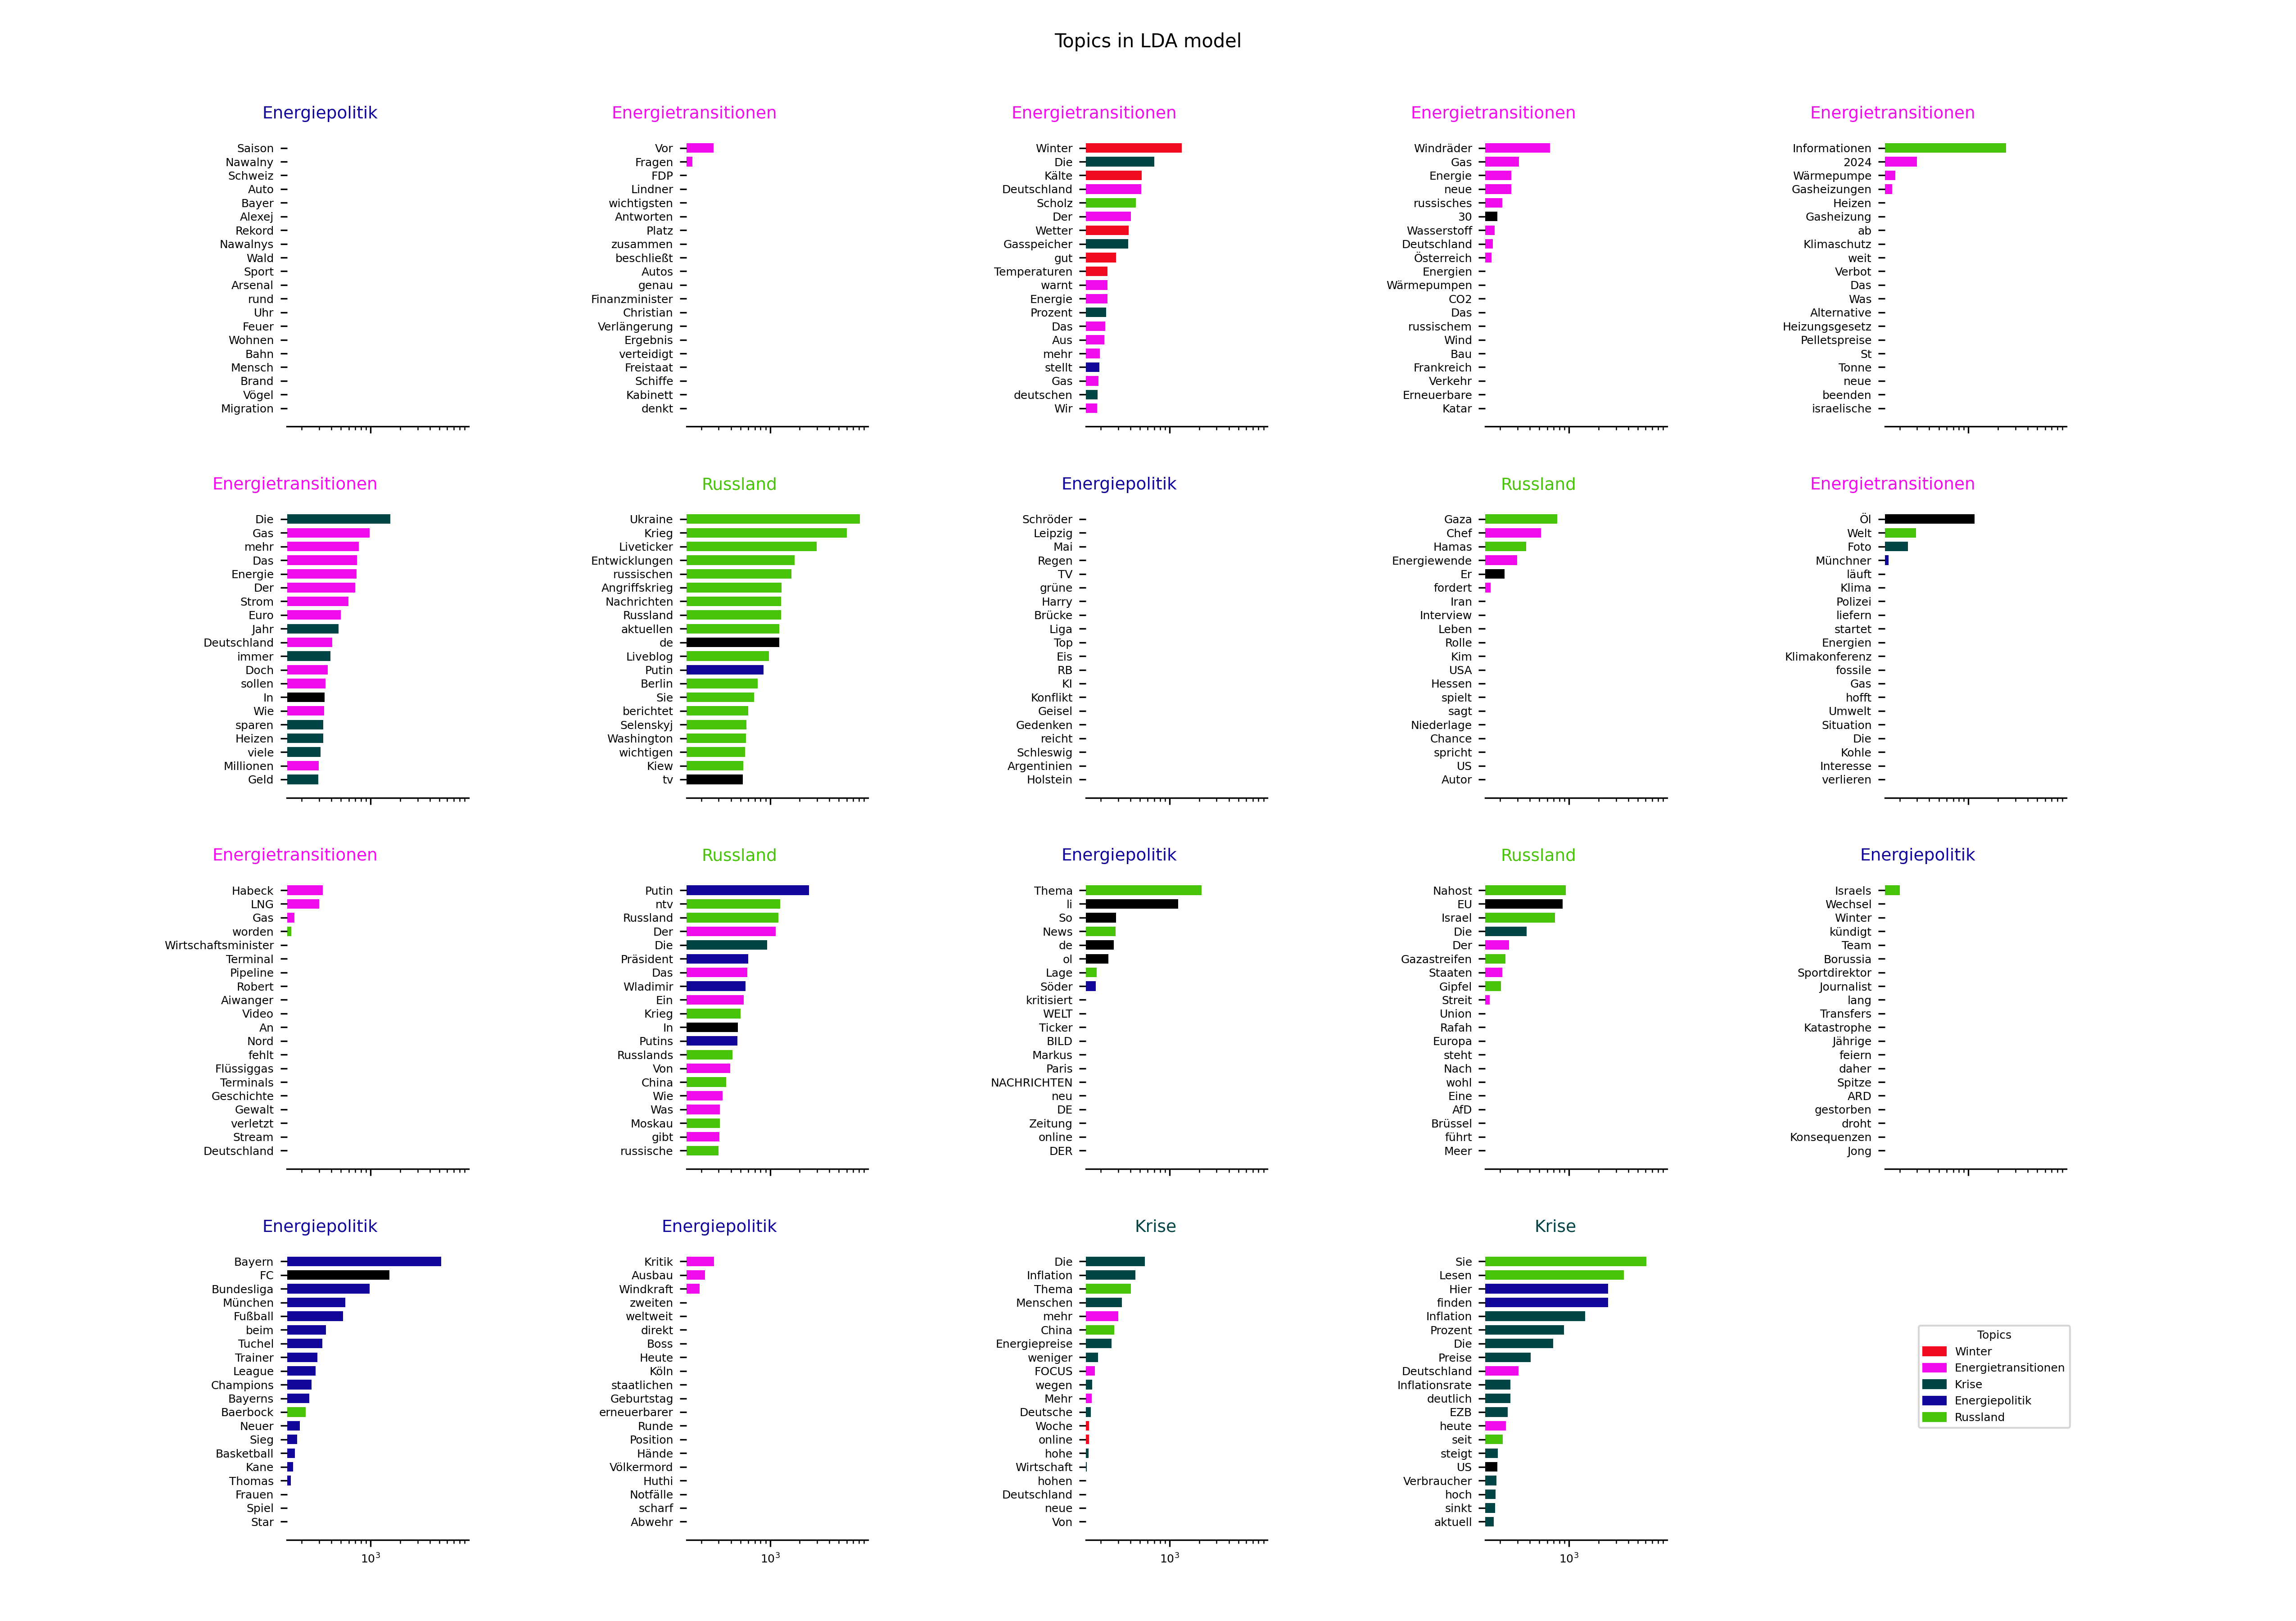 Topics in LDA model
Energiepolitik
Saison
Nawalny
Schweiz
Auto
Bayer
Alexej
Rekord
Nawalnys
Wald
Sport
Arsenal
rund
Uhr
Feuer
Wohnen
Bahn
Mensch
Brand
Vögel
Migration
Energietransitionen
Vor
Fragen
FDP
Lindner
wichtigsten
Antworten
Platz
zusammen
beschließt
Autos
genau
Finanzminister
Christian
Verlängerung
Ergebnis
verteidigt
Freistaat
Schiffe
Kabinett
denkt
Energietransitionen
Winter
Die
Kälte
Deutschland
Scholz
Der
Wetter
Gasspeicher
gut
Temperaturen
warnt
Energie
Prozent
Das
Aus
mehr
stellt
Gas
deutschen
Wir
Energietransitionen
Windräder
Gas
Energie
neue
russisches
30
Wasserstoff
Deutschland
Österreich
Energien
Wärmepumpen
CO2
Das
russischem
Wind
Bau
Frankreich
Verkehr
Erneuerbare
Katar
Energietransitionen
Informationen
2024
Wärmepumpe
Gasheizungen
Heizen
Gasheizung
ab
Klimaschutz
weit
Verbot
Das
Was
Alternative
Heizungsgesetz
Pelletspreise
St
Tonne
neue
beenden
israelische
Energietransitionen
Die
Gas
mehr
Das
Energie
Der
Strom
Euro
Jahr
Deutschland
immer
Doch
sollen
In
Wie
sparen
Heizen
viele
Millionen
Geld
Russland
Ukraine
Krieg
Liveticker
Entwicklungen
russischen
Angriffskrieg
Nachrichten
Russland
aktuellen
de
Liveblog
Putin
Berlin
Sie
berichtet
Selenskyj
Washington
wichtigen
Kiew
tv
Energiepolitik
Schröder
Leipzig
Mai
Regen
TV
grüne
Harry
Brücke
Liga
Top
Eis
RB
KI
Konflikt
Geisel
Gedenken
reicht
Schleswig
Argentinien
Holstein
Russland
Gaza
Chef
Hamas
Energiewende
Er
fordert
Iran
Interview
Leben
Rolle
Kim
USA
Hessen
spielt
sagt
Niederlage
Chance
spricht
US
Autor
Energietransitionen
Öl
Welt
Foto
Münchner
läuft
Klima
Polizei
liefern
startet
Energien
Klimakonferenz
fossile
Gas
hofft
Umwelt
Situation
Die
Kohle
Interesse
verlieren
Energietransitionen
Habeck
LNG
Gas
worden
Wirtschaftsminister
Terminal
Pipeline
Robert
Aiwanger
Video
An
Nord
fehlt
Flüssiggas
Terminals
Geschichte
Gewalt
verletzt
Stream
Deutschland
Russland
Putin
ntv
Russland
Der
Die
Präsident
Das
Wladimir
Ein
Krieg
In
Putins
Russlands
Von
China
Wie
Was
Moskau
gibt
russische
Energiepolitik
Thema
li
So
News
de
ol
Lage
Söder
kritisiert
WELT
Ticker
BILD
Markus
Paris
NACHRICHTEN
neu
DE
Zeitung
online
DER
Russland
Nahost
EU
Israel
Die
Der
Gazastreifen
Staaten
Gipfel
Streit
Union
Rafah
Europa
steht
Nach
wohl
Eine
AfD
Brüssel
führt
Meer
Energiepolitik
Israels
Wechsel
Winter
kündigt
Team
Borussia
Sportdirektor
Journalist
lang
Transfers
Katastrophe
Jährige
feiern
daher
Spitze
ARD
gestorben
droht
Konsequenzen
Jong
Energiepolitik
Bayern
FC
Bundesliga
München
Fußball
beim
Tuchel
Trainer
League
Champions
Bayerns
Baerbock
Neuer
Sieg
Basketball
Kane
Thomas
Frauen
Spiel
Star
10³
Energiepolitik
Kritik
Ausbau
Windkraft
zweiten
weltweit
direkt
Boss
Heute
Köln
staatlichen
Geburtstag
erneuerbarer
Runde
Position
Hände
Völkermord
Huthi
Notfälle
scharf
Abwehr
10³
Krise
Die
Inflation
Thema
Menschen
mehr
China
Energiepreise
weniger
FOCUS
wegen
Mehr
Deutsche
Woche
online
hohe
Wirtschaft
hohen
Deutschland
neue
Von
10³
Krise
Sie
Lesen
Hier
finden
Inflation
Prozent
Die
Preise
Deutschland
Inflationsrate
deutlich
EZB
heute
seit
steigt
US
Verbraucher
hoch
sinkt
aktuell
10³
Topics
Winter
Energietransitionen
Krise
Energiepolitik
Russland